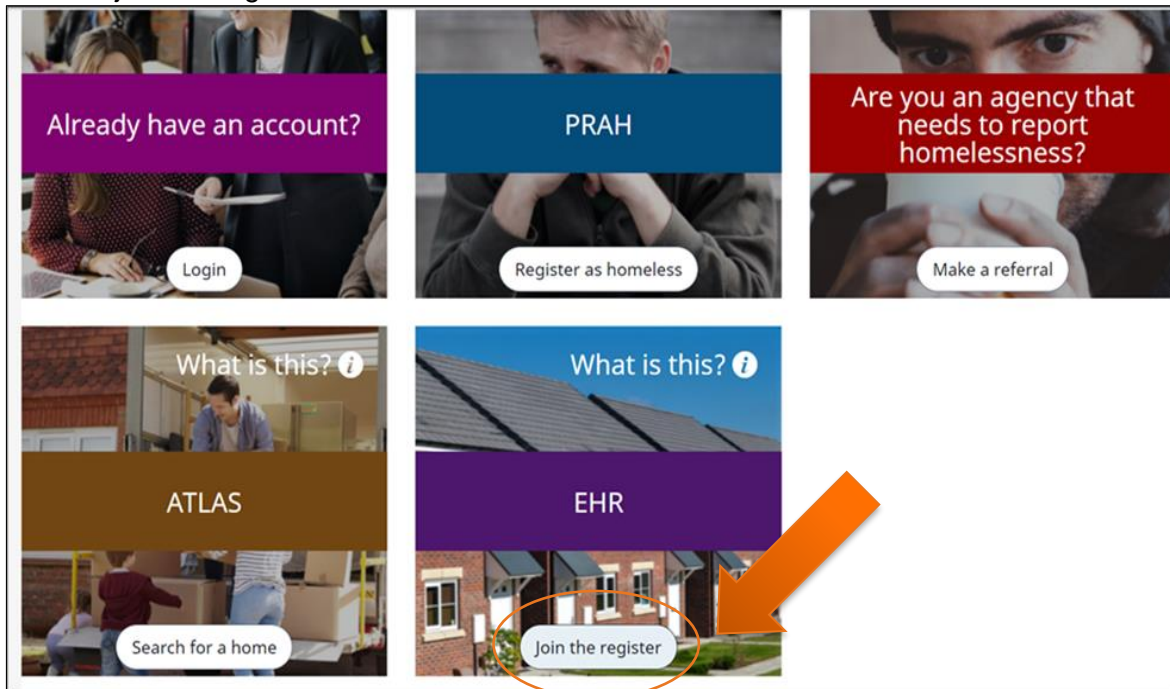 Already have an account?
Login
PRAH
Register as homeless
Are you an agency that
needs to report
homelessness?
Make a referral
What is this? i
ATLAS
Search for a home
What is this? i
EHR
Join the register